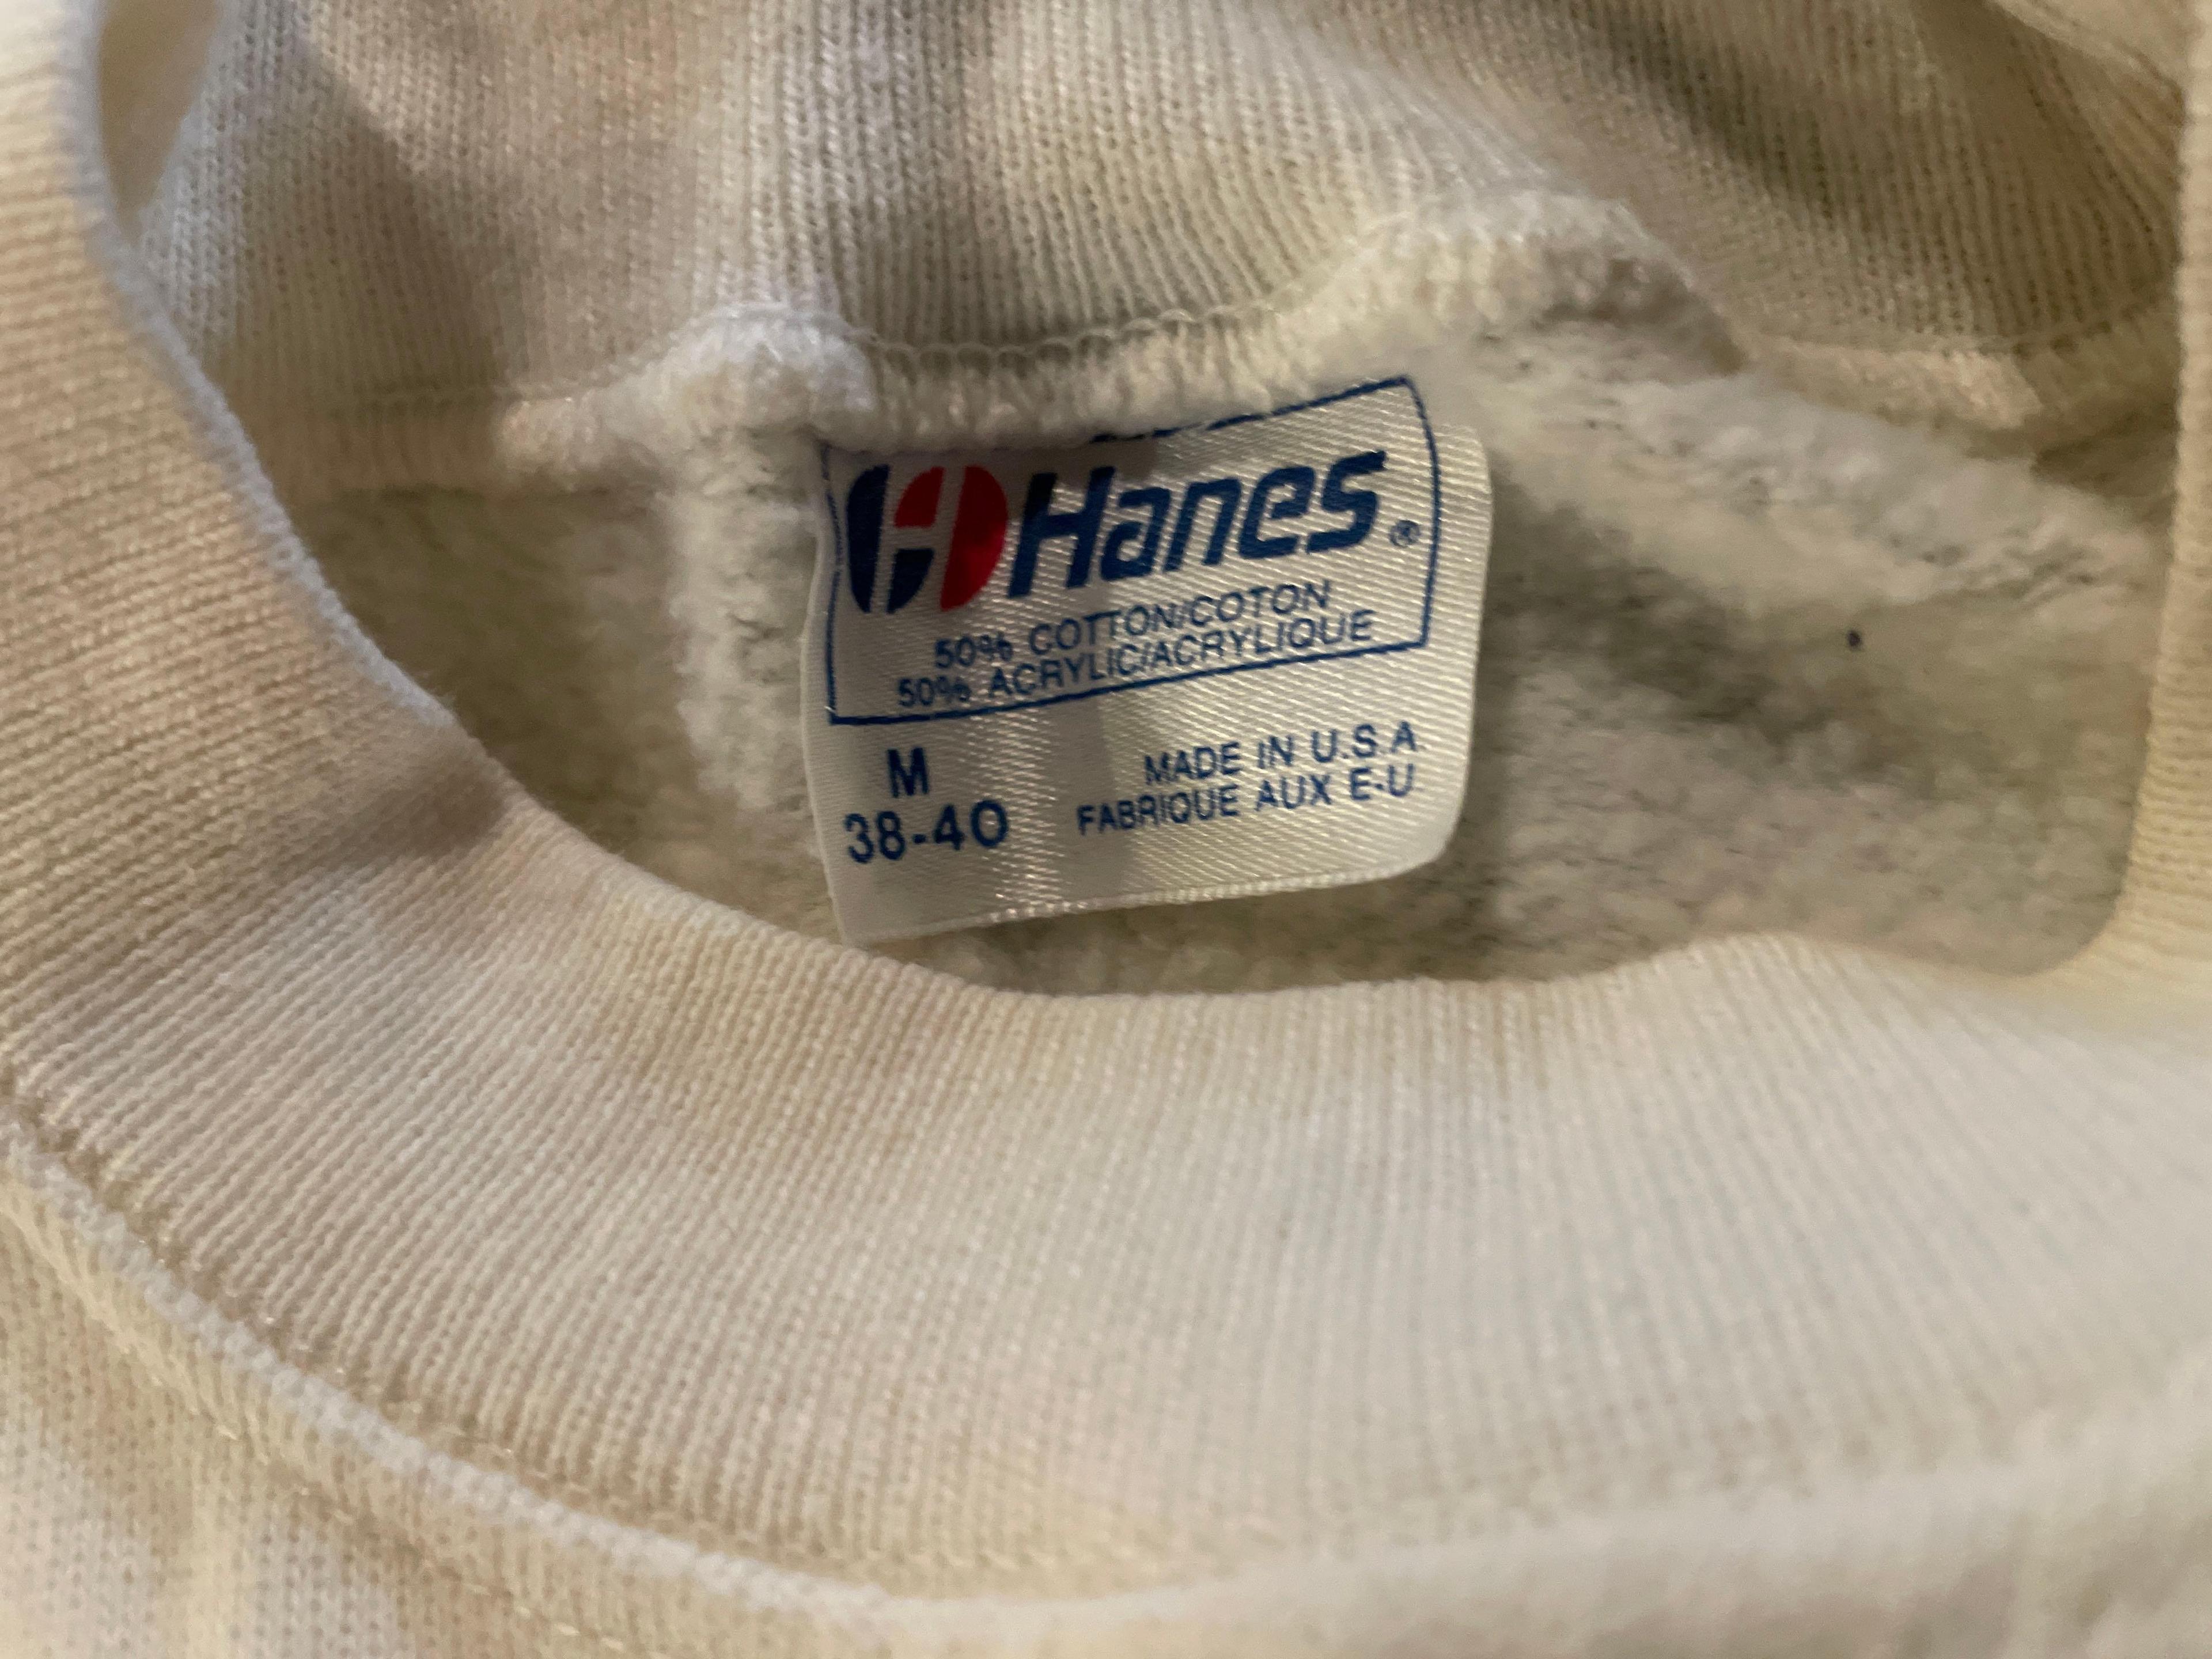 Hanes®
50% COTTON/COTON
50% ACRYLIC/ACRYLIQUE
M
38-40
MADE IN U.S.A.
FABRIQUE AUX E-U